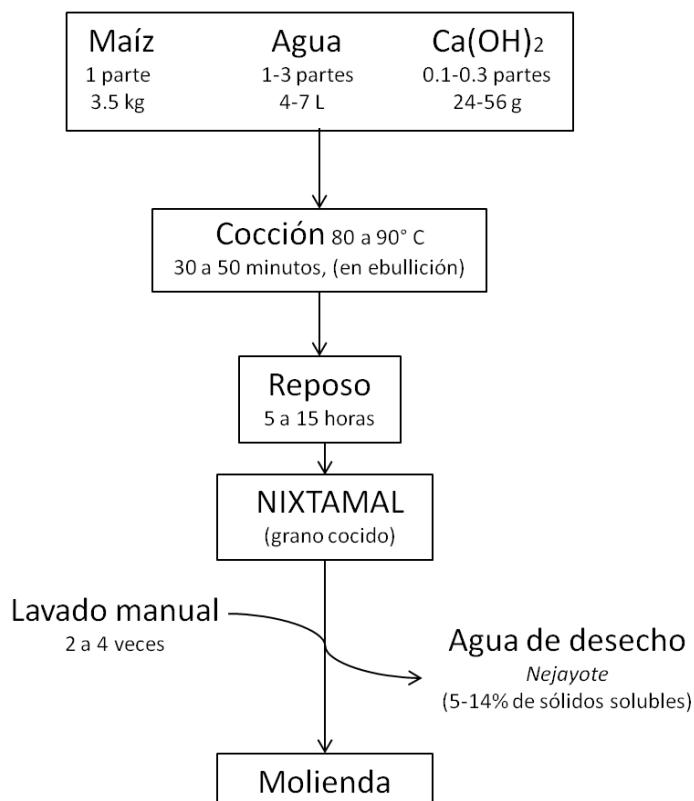 Maíz Agua Ca(OH)2
1 parte 1-3 partes 0.1-0.3 partes
3.5 kg 4-7 L 24-56 g
Cocción 80 a 90° C
30 a 50 minutos, (en ebullición)
Reposo
5 a 15 horas
NIXTAMAL
(grano cocido)
Lavado manual
2 a 4 veces
Agua de desecho
Nejayote
(5-14% de sólidos solubles)
Molienda